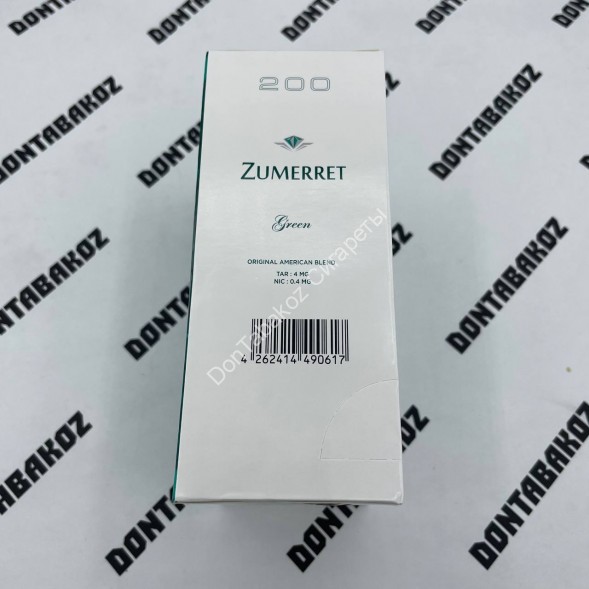 200
ZUMERRET
Green
ORIGINAL AMERICAN BLEND
TAR : 4 MG
NIC : 0.4 MG
4 262414 490617
DonTabakoz Сигареты
DONTABAKOZ
DONTABAKOZ
DONTABAKOZ
DONTABAKOZ
DONTABAKOZ
DONTABAKOZ
DONTABAKOZ
DONTABAKOZ